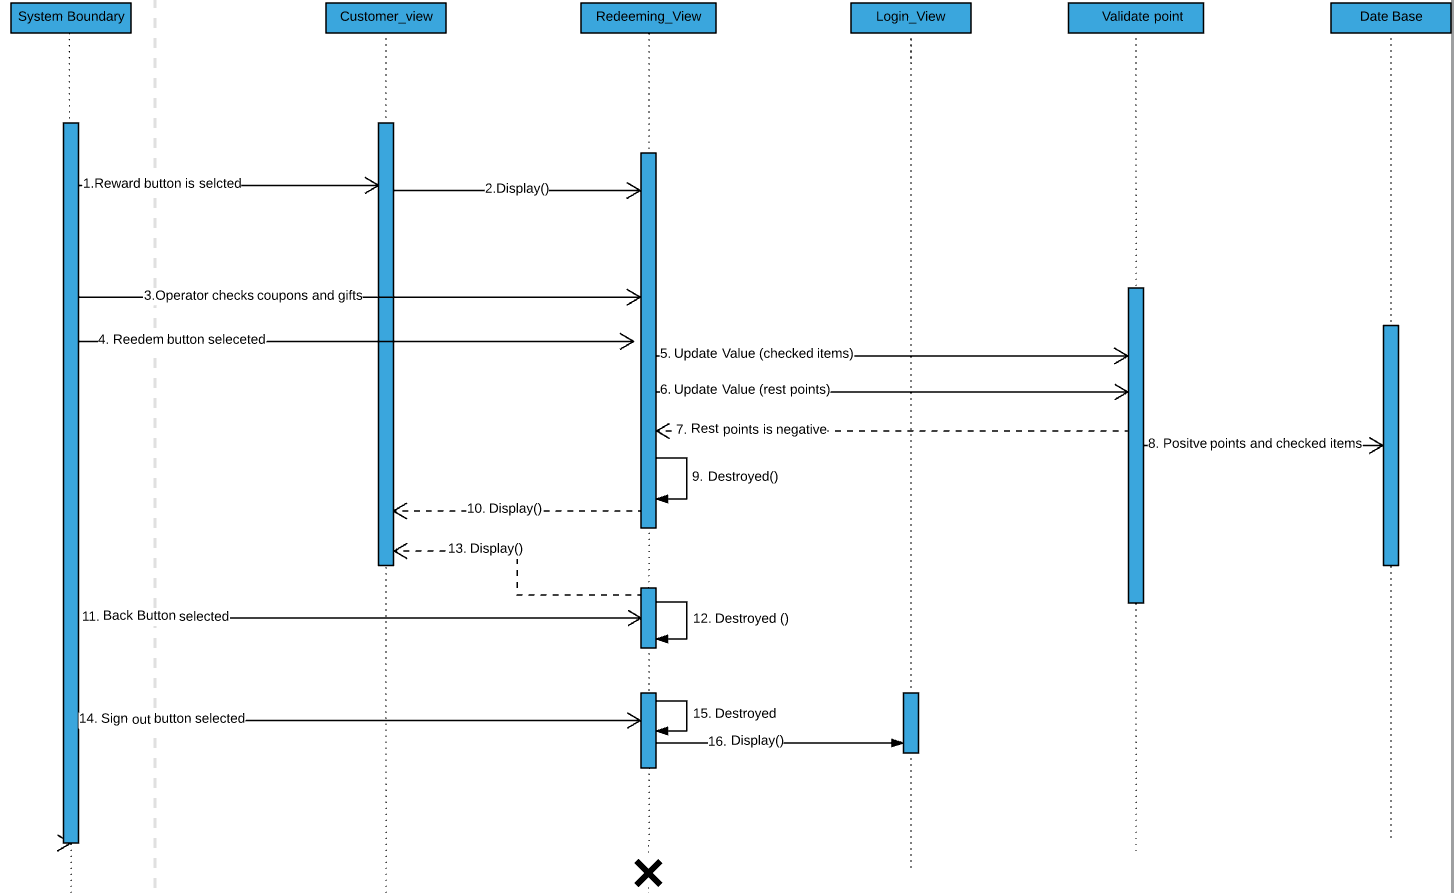 System Boundary
Customer_view
Redeeming_View
Login_View
Validate point
Date Base
1.Reward button is selcted
2.Display()
3.Operator checks coupons and gifts
4. Reedem button seleceted
5. Update Value (checked items)
6. Update Value (rest points)
7. Rest points is negative
8. Positve points and checked items
9. Destroyed()
10. Display()
13. Display()
11. Back Button selected
12. Destroyed ()
14. Sign out button selected
15. Destroyed
16. Display()